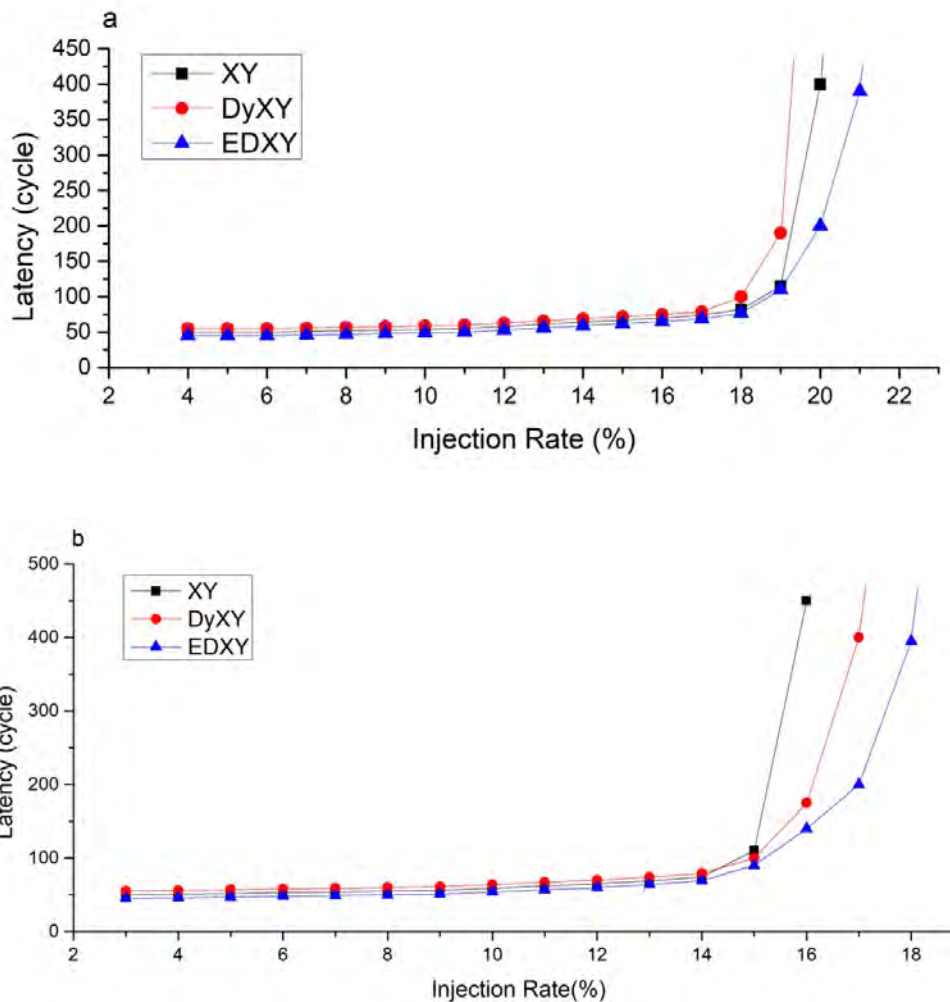 a
450
400
350
300
250
200
150
100
50
0
XY
DyXY
EDXY
Latency (cycle)
2 4 6 8 10 12 14 16 18 20 22
Injection Rate (%)
b
500
400
300
200
100
0
XY
DyXY
EDXY
Latency (cycle)
2 4 6 8 10 12 14 16 18
Injection Rate(%)